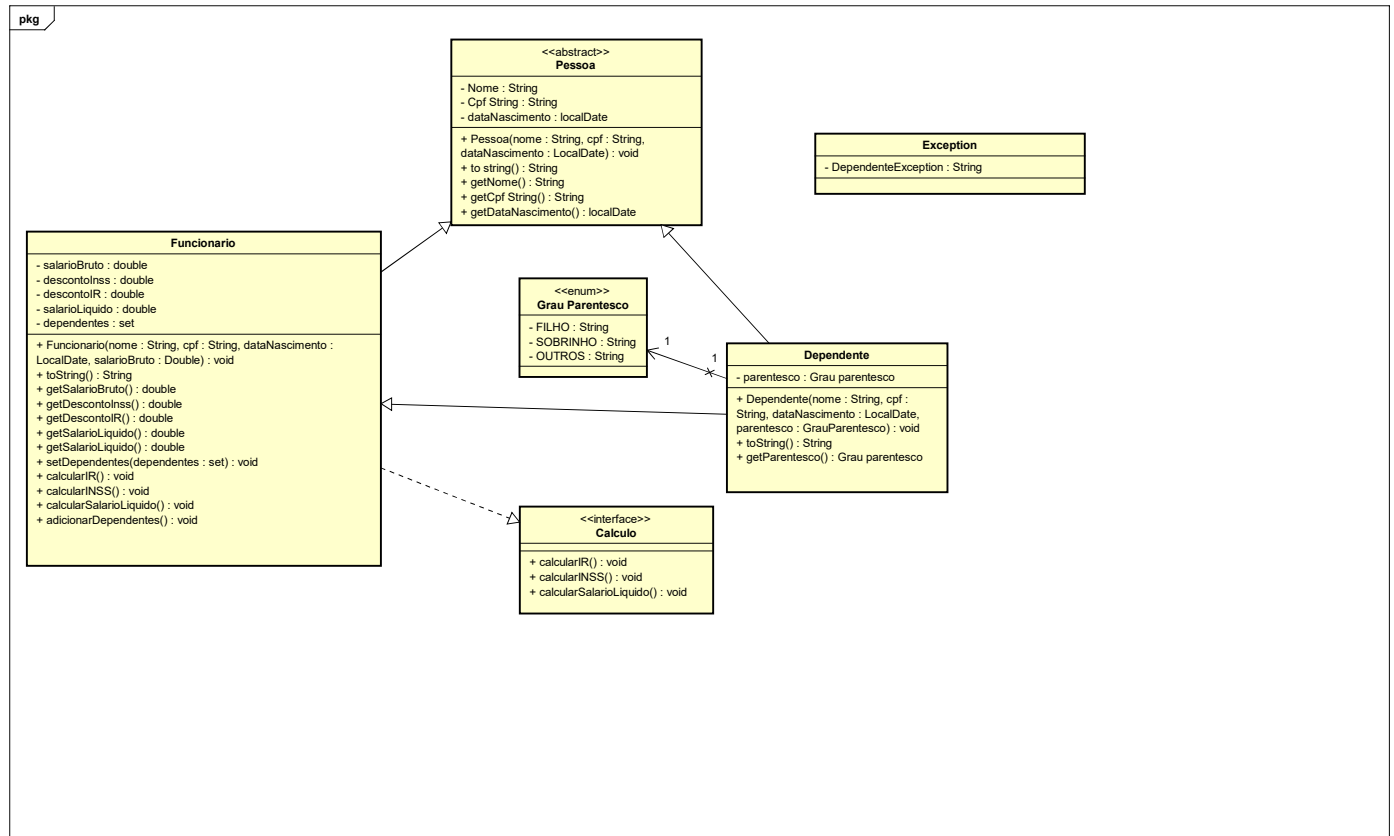 pkg
<<abstract>>
Pessoa
- Nome : String
- Cpf String : String
- dataNascimento : localDate
+ Pessoa(nome : String, cpf : String,
dataNascimento : LocalDate) : void
+ to string() : String
+ getNome() : String
+ getCpf String() : String
+ getDataNascimento() : localDate
Exception
- DependenteException : String
Funcionario
- salarioBruto : double
- descontoInss : double
- descontoIR : double
- salarioLiquido : double
- dependentes : set
+ Funcionario(nome : String, cpf : String, dataNascimento :
LocalDate, salarioBruto : Double) : void
+ toString() : String
+ getSalarioBruto() : double
+ getDescontoInss() : double
+ getDescontoIR() : double
+ getSalarioLiquido() : double
+ getSalarioLiquido() : double
+ setDependentes(dependentes : set) : void
+ calcularIR() : void
+ calcularINSS() : void
+ calcularSalarioLiquido() : void
+ adicionarDependentes() : void
<<enum>>
Grau Parentesco
- FILHO : String
- SOBRINHO : String
- OUTROS : String
1
1
Dependente
- parentesco : Grau parentesco
+ Dependente(nome : String, cpf :
String, dataNascimento : LocalDate,
parentesco : GrauParentesco) : void
+ toString() : String
+ getParentesco() : Grau parentesco
<<interface>>
Calculo
+ calcularIR() : void
+ calcularINSS() : void
+ calcularSalarioLiquido() : void